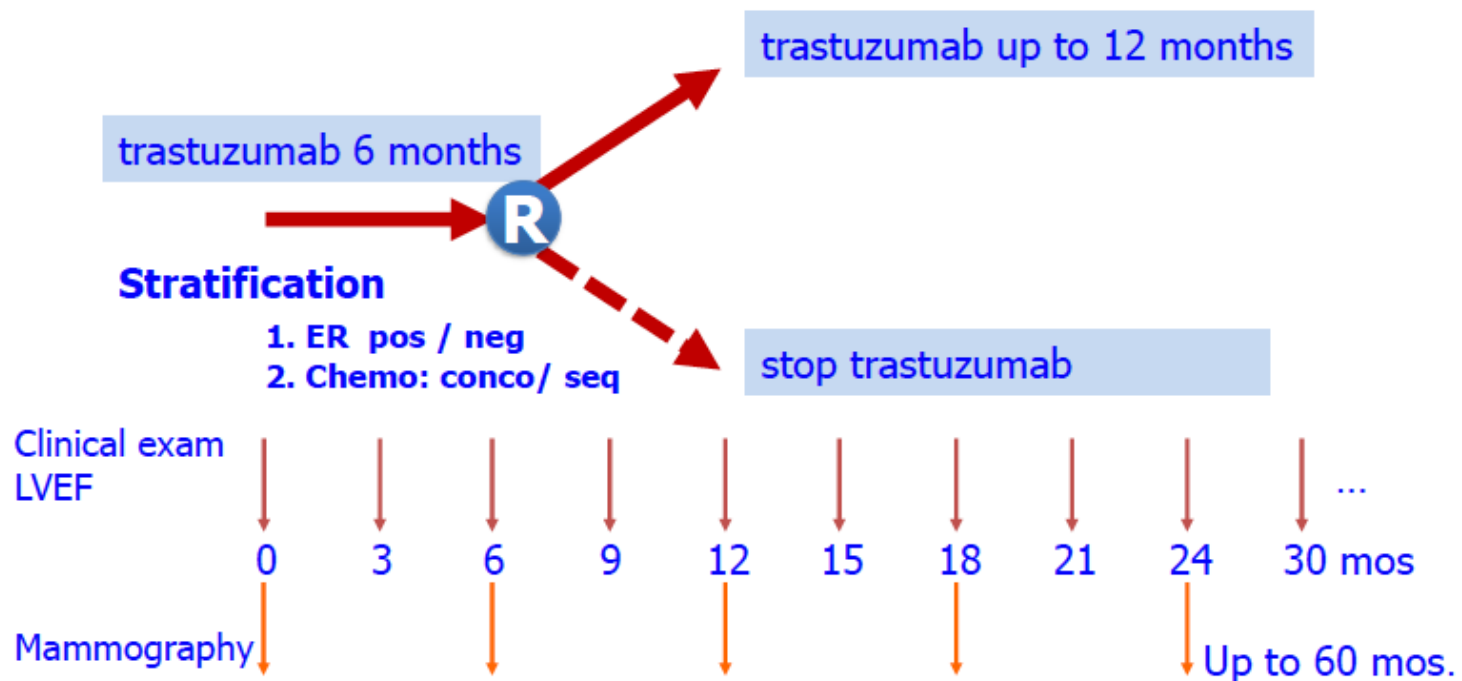 trastuzumab up to 12 months
trastuzumab 6 months
R
Stratification
1. ER pos / neg
2. Chemo: conco/ seq
stop trastuzumab
Clinical exam
LVEF
...
0 3 6 9 12 15 18 21 24 30 mos
Mammography
Up to 60 mos.